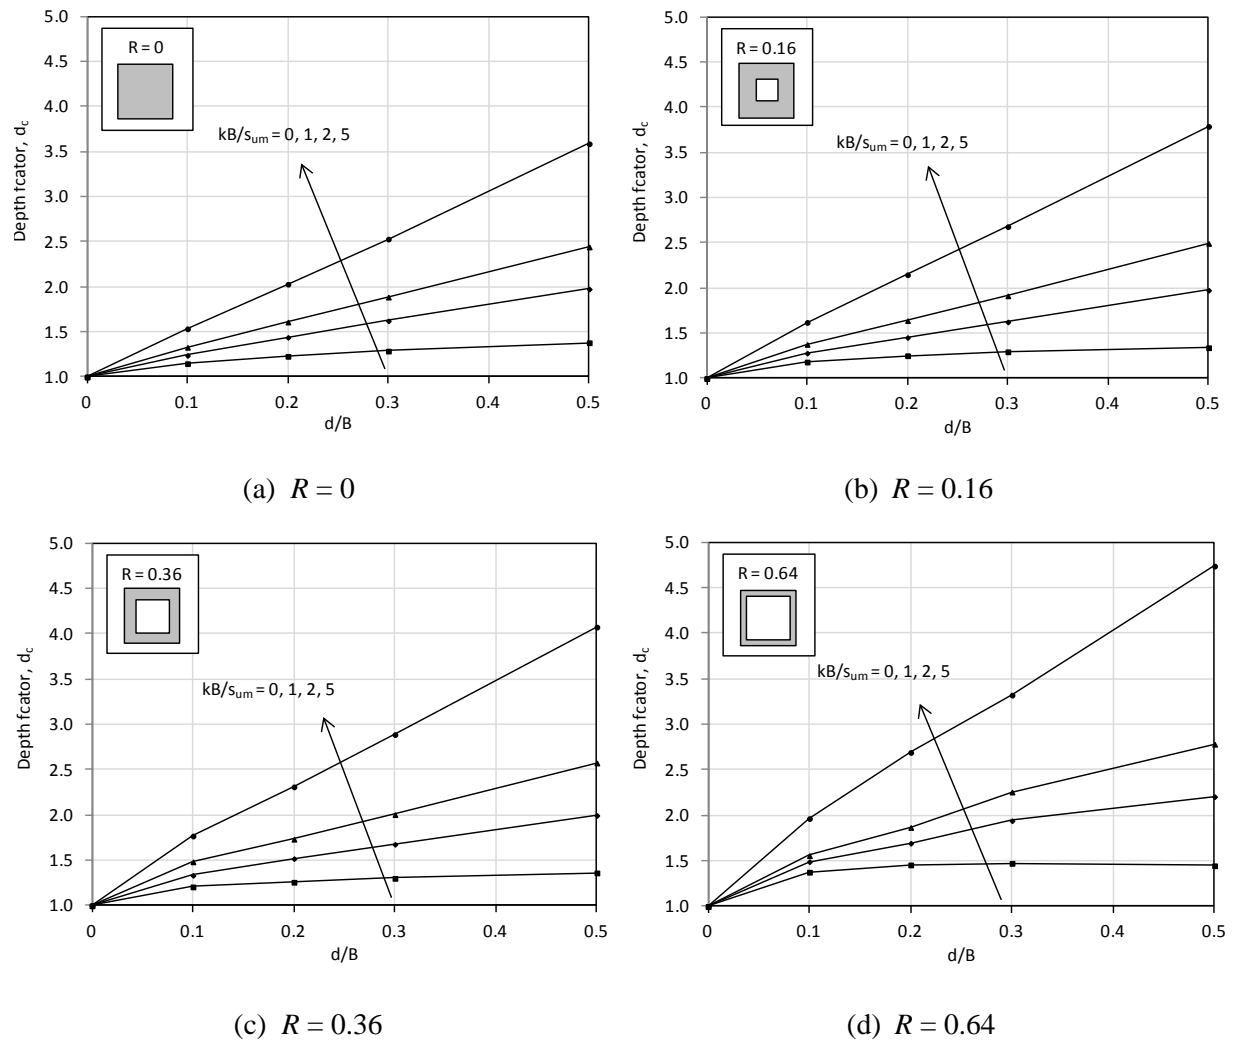 5.0
4.5
4.0
3.5
3.0
2.5
2.0
1.5
1.0
Depth fcator, dc
R = 0
kB/sum = 0, 1, 2, 5
0 0.1 0.2 0.3 0.4 0.5
d/B
(a) R = 0
5.0
4.5
4.0
3.5
3.0
2.5
2.0
1.5
1.0
Depth fcator, dc
R = 0.16
kB/sum = 0, 1, 2, 5
0 0.1 0.2 0.3 0.4 0.5
d/B
(b) R = 0.16
5.0
4.5
4.0
3.5
3.0
2.5
2.0
1.5
1.0
Depth fcator, dc
R = 0.36
kB/sum = 0, 1, 2, 5
0 0.1 0.2 0.3 0.4 0.5
d/B
(c) R = 0.36
5.0
4.5
4.0
3.5
3.0
2.5
2.0
1.5
1.0
Depth fcator, dc
R = 0.64
kB/sum = 0, 1, 2, 5
0 0.1 0.2 0.3 0.4 0.5
d/B
(d) R = 0.64